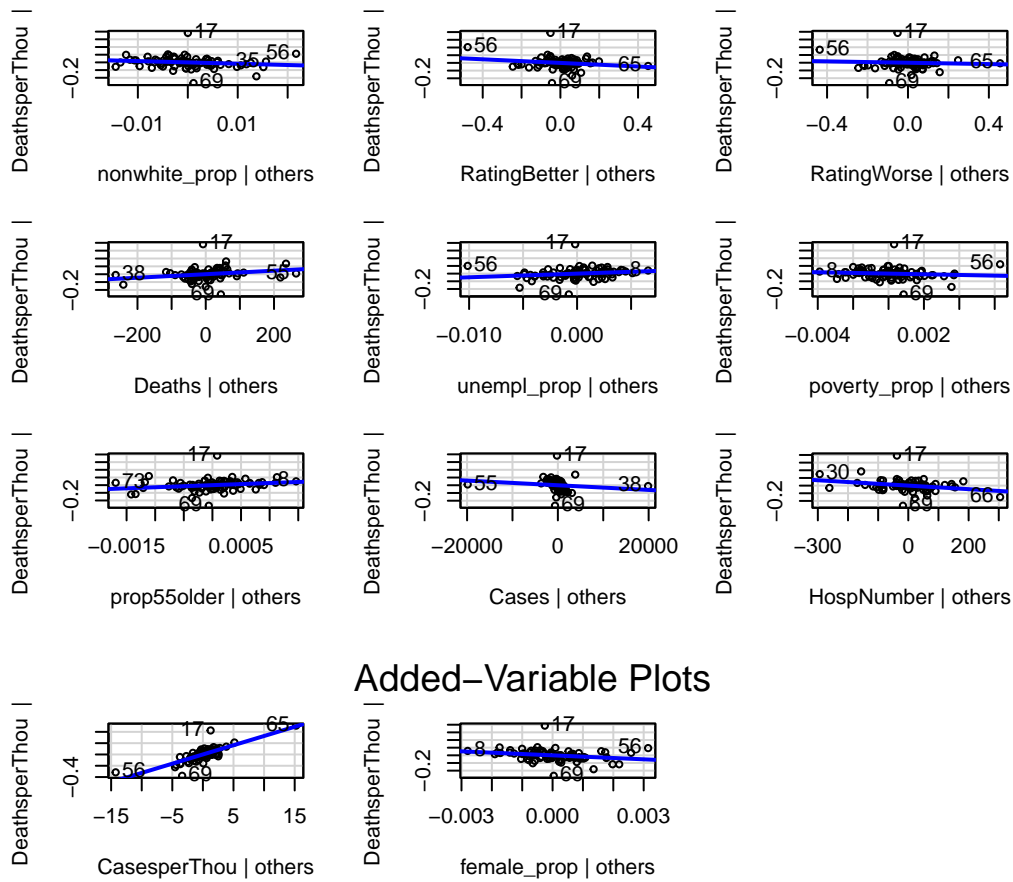 DeathsperThou |
−0.2
17
35
56
69
−0.01 0.01
nonwhite_prop | others
DeathsperThou |
−0.2
17
56
65
69
−0.4 0.0 0.4
RatingBetter | others
DeathsperThou |
−0.2
17
56
65
69
−0.4 0.0 0.4
RatingWorse | others
DeathsperThou |
−0.2
17
38
55
69
−200 0 200
Deaths | others
DeathsperThou |
−0.2
17
56
8
69
−0.010 0.000
unempl_prop | others
DeathsperThou |
−0.2
17
8
56
69
−0.004 0.002
poverty_prop | others
DeathsperThou |
−0.2
17
73
8
69
−0.0015 0.0005
prop55older | others
DeathsperThou |
−0.2
17
55
38
69
−20000 0 20000
Cases | others
DeathsperThou |
−0.2
17
30
66
69
−300 0 200
HospNumber | others
Added−Variable Plots
DeathsperThou |
−0.4
17
65
56
69
−15 −5 5 15
CasesperThou | others
DeathsperThou |
−0.2
17
8
56
69
−0.003 0.000 0.003
female_prop | others